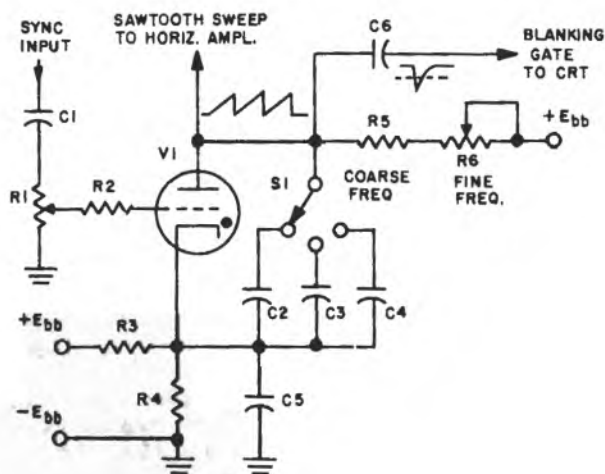 SYNC
INPUT
SAWTOOTH SWEEP
TO HORIZ. AMPL.
C6
BLANKING
GATE
TO CRT
C1
V1
R5
R6
+Ebb
R1
R2
S1
COARSE
FREQ
FINE
FREQ.
C2
C3
C4
+Ebb
R3
R4
C5
-Ebb